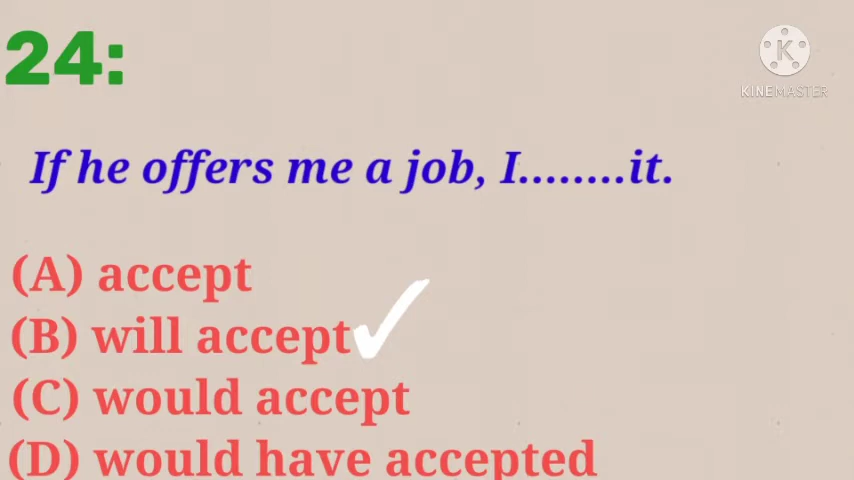 24:
KINEMASTER
If he offers me a job, I........it.
(A) accept
(B) will accept
(C) would accept
(D) would have accepted